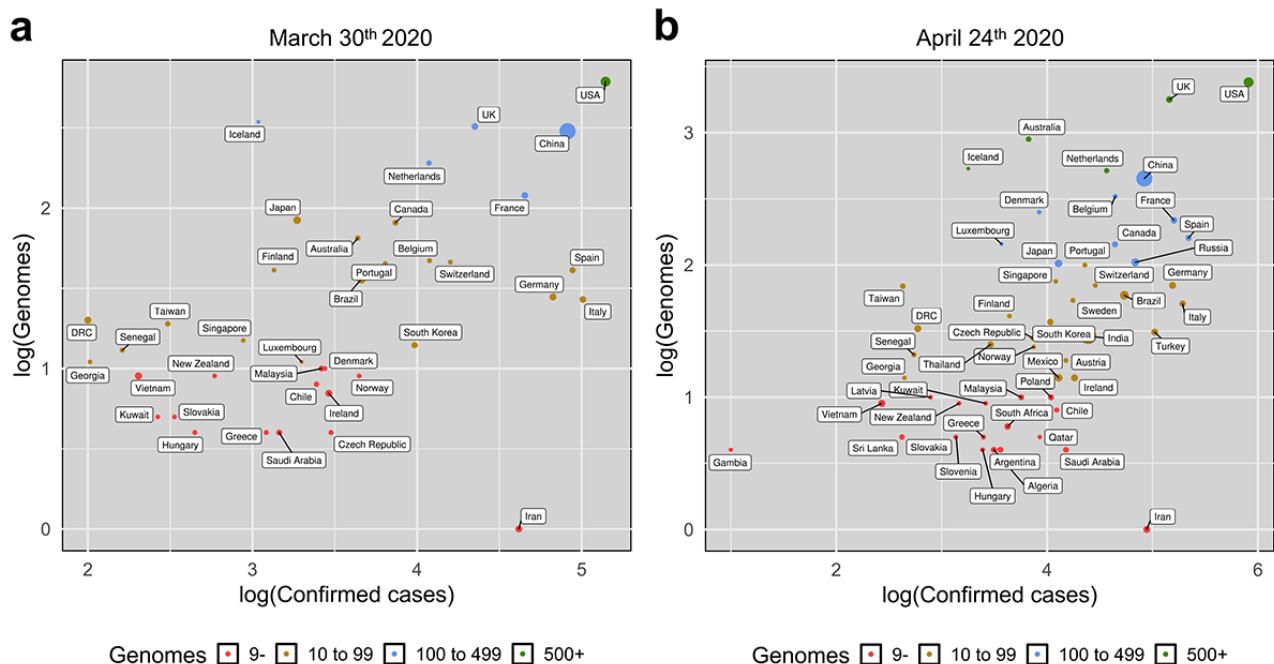 a
March 30th 2020
log(Genomes)
2
1
0
USA
UK
Iceland
China
Netherlands
Japan
Canada
France
Australia
Belgium
Finland
Spain
Portugal
Switzerland
Brazil
Germany
Italy
Taiwan
DRC
Senegal
Singapore
South Korea
Luxembourg
Denmark
Georgia
New Zealand
Malaysia
Vietnam
Norway
Chile
Kuwait
Slovakia
Ireland
Hungary
Greece
Czech Republic
Saudi Arabia
Iran
2 3 4 5
log(Confirmed cases)
Genomes 9- 10 to 99 100 to 499 500+
b
April 24th 2020
log(Genomes)
3
2
1
0
UK
USA
Australia
Iceland
Netherlands
China
Denmark
Belgium
France
Spain
Luxembourg
Canada
Russia
Japan
Portugal
Singapore
Switzerland
Germany
Taiwan
Finland
Brazil
DRC
Sweden
Italy
Czech Republic
South Korea
India
Senegal
Turkey
Norway
Thailand
Mexico
Austria
Georgia
Poland
Ireland
Latvia
Kuwait
Malaysia
Vietnam
New Zealand
South Africa
Chile
Greece
Qatar
Sri Lanka
Slovakia
Argentina
Saudi Arabia
Gambia
Slovenia
Algeria
Hungary
Iran
2 4 5 6
log(Confirmed cases)
Genomes 9- 10 to 99 100 to 499 500+